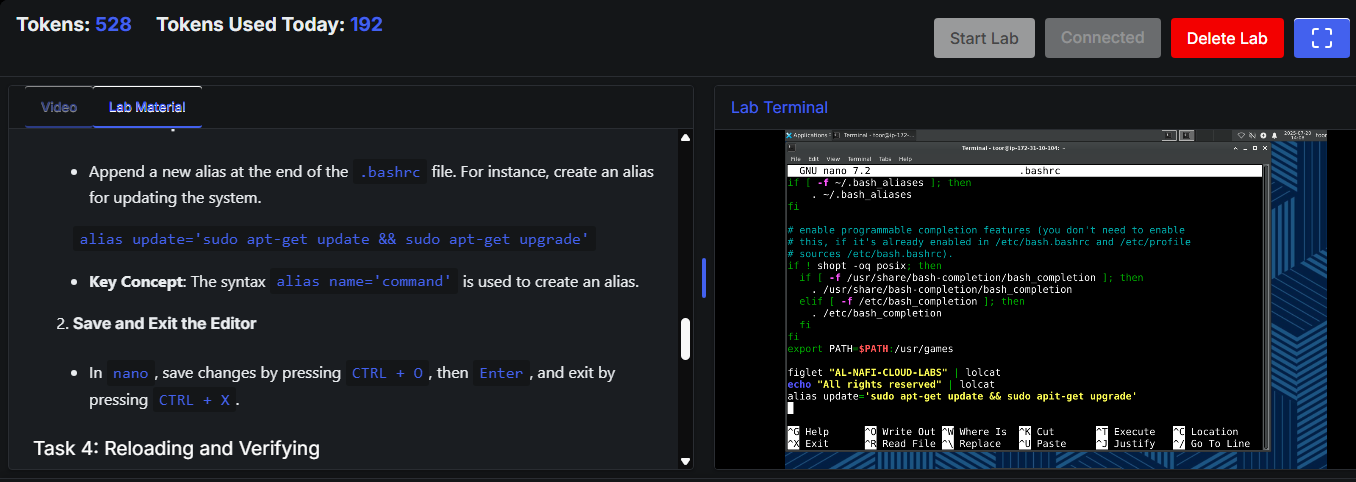 Tokens: 528 Tokens Used Today: 192
Start Lab Connected Delete Lab
Video Lab Material
Append a new alias at the end of the .bashrc file. For instance, create an alias
for updating the system.
alias update='sudo apt-get update && sudo apt-get upgrade'
Key Concept: The syntax alias name='command' is used to create an alias.
2. Save and Exit the Editor
In nano , save changes by pressing CTRL + O , then Enter , and exit by
pressing CTRL + X .
Task 4: Reloading and Verifying
Lab Terminal
Applications Terminal - toor@ip-172-... 2025-07-23 toor
Terminal - toor@ip-172-31-10-104: ~
File Edit View Terminal Tabs Help
GNU nano 7.2 .bashrc
if [ -f ~/.bash_aliases ]; then
. ~/.bash_aliases
fi
# enable programmable completion features (you don't need to enable
# this, if it's already enabled in /etc/bash.bashrc and /etc/profile
# sources /etc/bash.bashrc).
if ! shopt -oq posix; then
if [ -f /usr/share/bash-completion/bash_completion ]; then
. /usr/share/bash-completion/bash_completion
elif [ -f /etc/bash_completion ]; then
. /etc/bash_completion
fi
fi
export PATH=$PATH:/usr/games
figlet "AL-NAFI-CLOUD-LABS" | lolcat
echo "All rights reserved" | lolcat
alias update='sudo apt-get update && sudo apit-get upgrade'
^G Help ^O Write Out ^W Where Is ^K Cut ^T Execute ^C Location
^X Exit ^R Read File ^\ Replace ^U Paste ^J Justify ^/ Go To Line